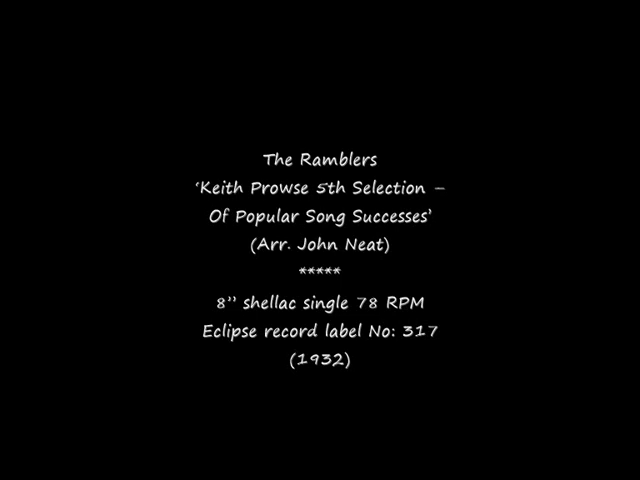 The Ramblers
‘Keith Prowse 5th Selection –
Of Popular Song Successes’
(Arr. John Neat)
*****
8” shellac single 78 RPM
Eclipse record label No: 317
(1932)